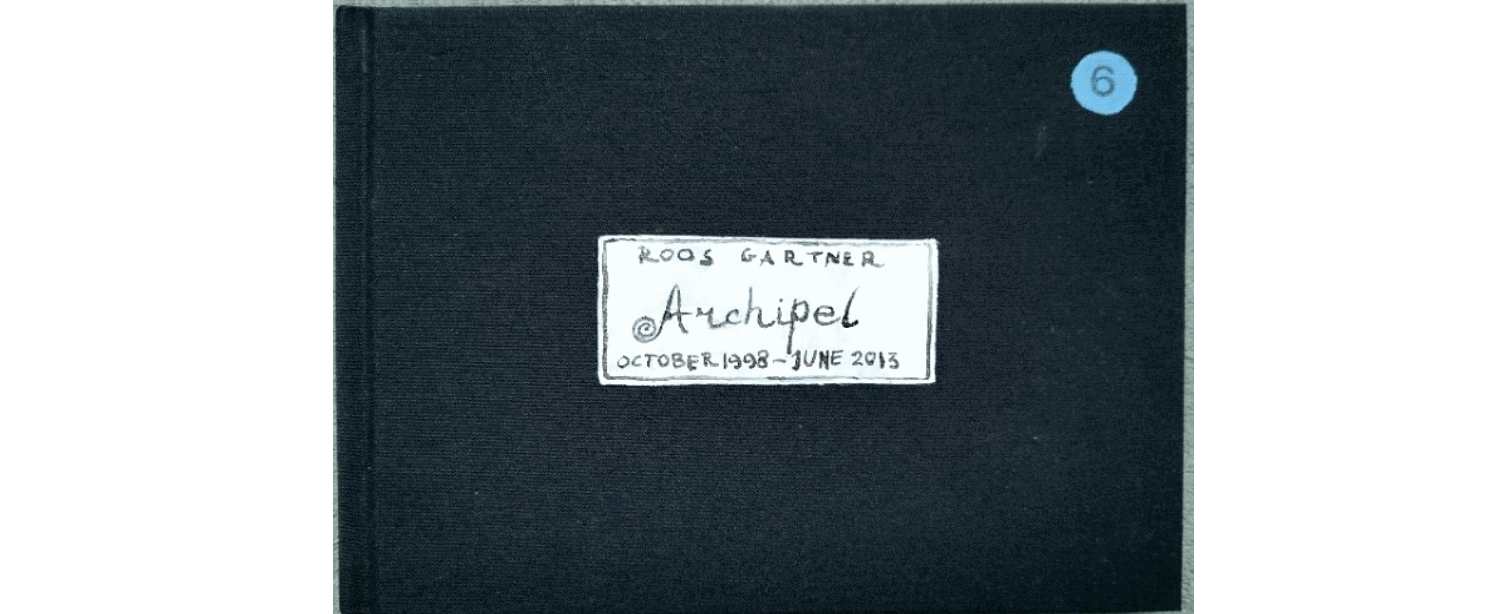 6
ROOS GARTNER
Archipel
OCTOBER 1998 - JUNE 2013